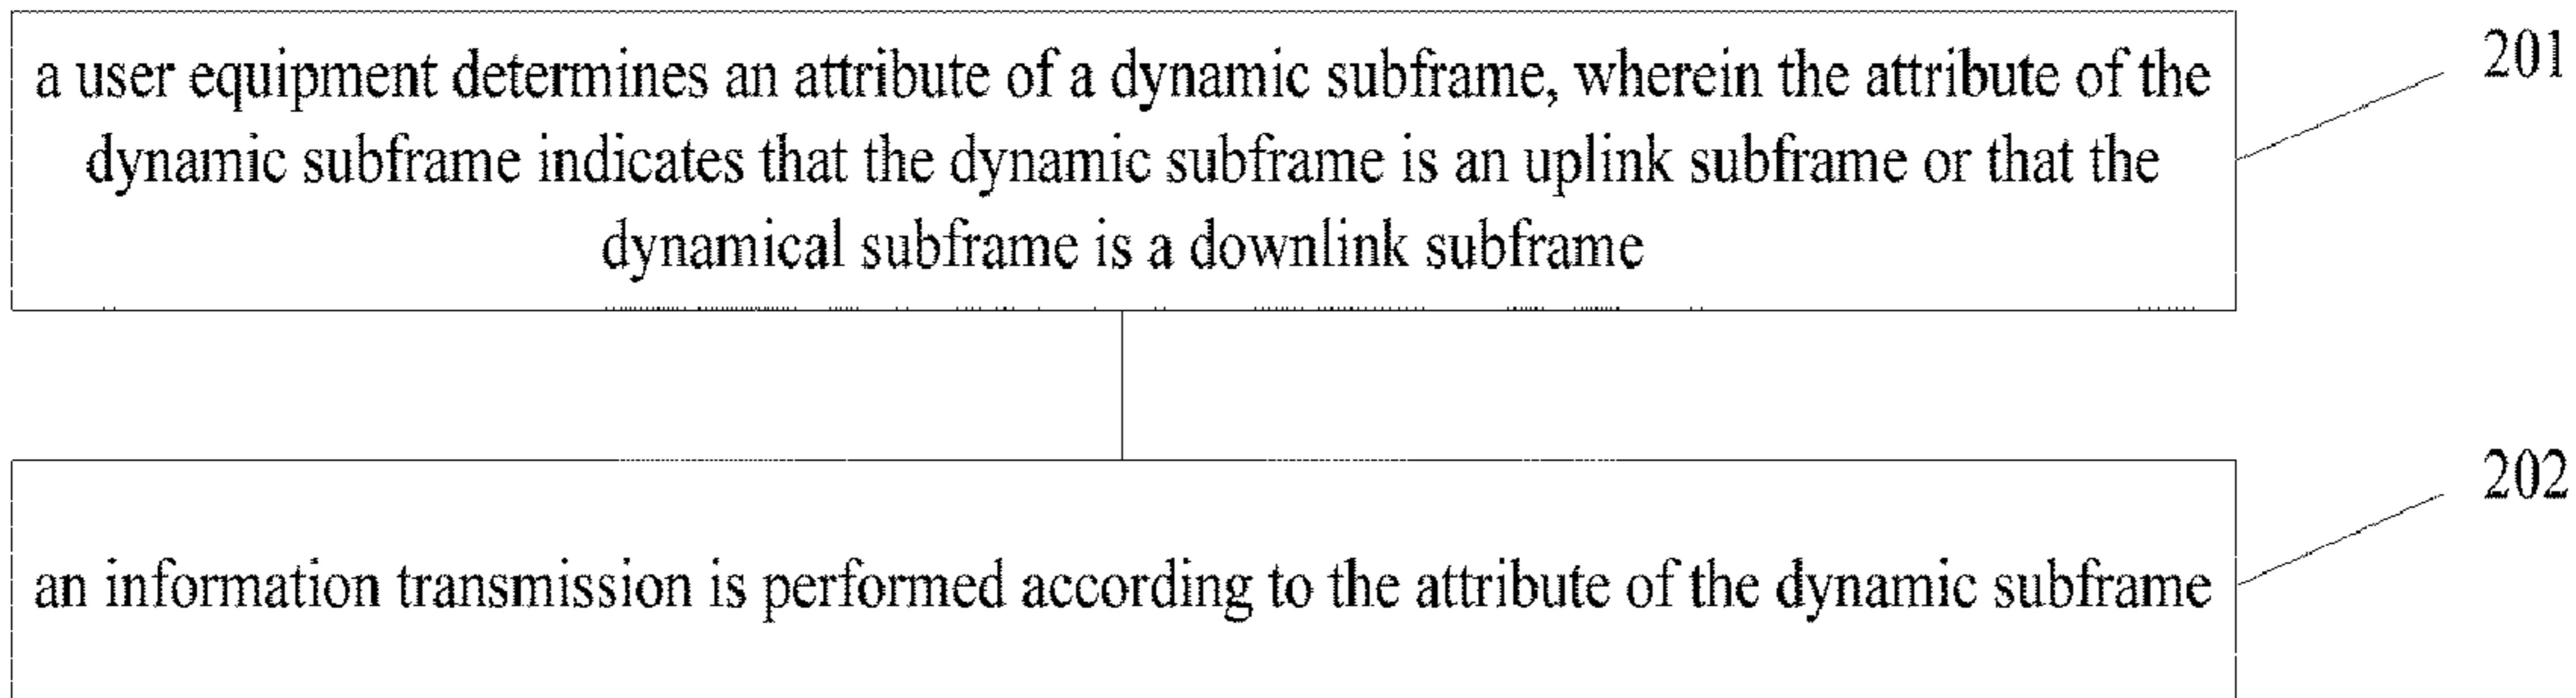 a user equipment determines an attribute of a dynamic subframe, wherein the attribute of the
dynamic subframe indicates that the dynamic subframe is an uplink subframe or that the
dynamical subframe is a downlink subframe
201
an information transmission is performed according to the attribute of the dynamic subframe
202